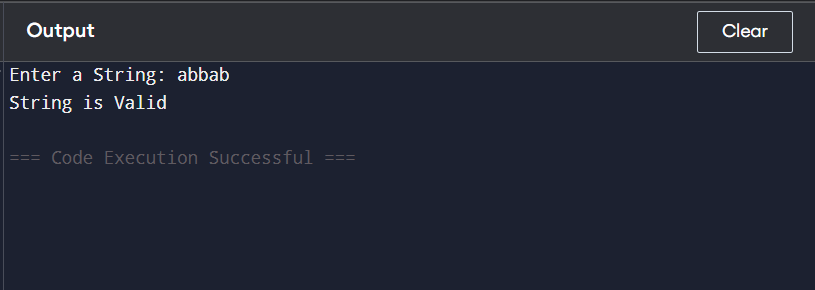 Output
Clear
Enter a String: abbab
String is Valid
=== Code Execution Successful ===